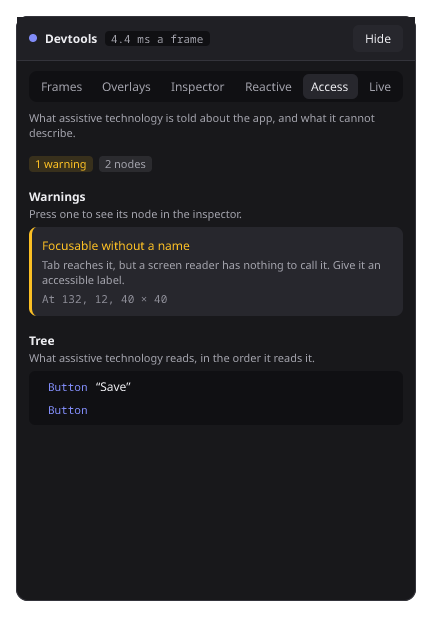 Devtools 4.4 ms a frame Hide
Frames Overlays Inspector Reactive Access Live
What assistive technology is told about the app, and what it cannot
describe.
1 warning 2 nodes
Warnings
Press one to see its node in the inspector.
Focusable without a name
Tab reaches it, but a screen reader has nothing to call it. Give it an
accessible label.
At 132, 12, 40 × 40
Tree
What assistive technology reads, in the order it reads it.
Button “Save”
Button